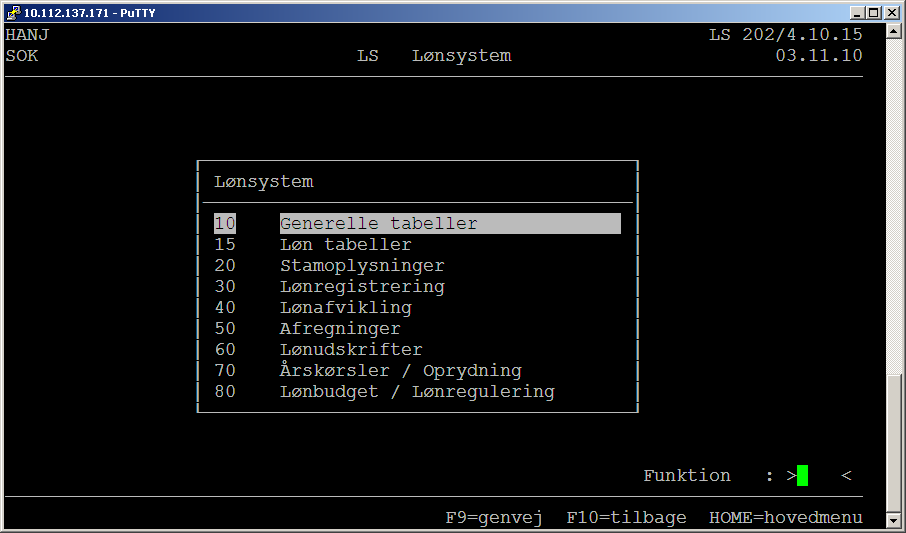 10.112.137.171 - PuTTY
HANJ LS 202/4.10.15
SOK LS Lønsystem 03.11.10
Lønsystem
10 Generelle tabeller
15 Løn tabeller
20 Stamoplysninger
30 Lønregistrering
40 Lønafvikling
50 Afregninger
60 Lønudskrifter
70 Årskørsler / Oprydning
80 Lønbudget / Lønregulering
Funktion : > <
F9=genvej F10=tilbage HOME=hovedmenu